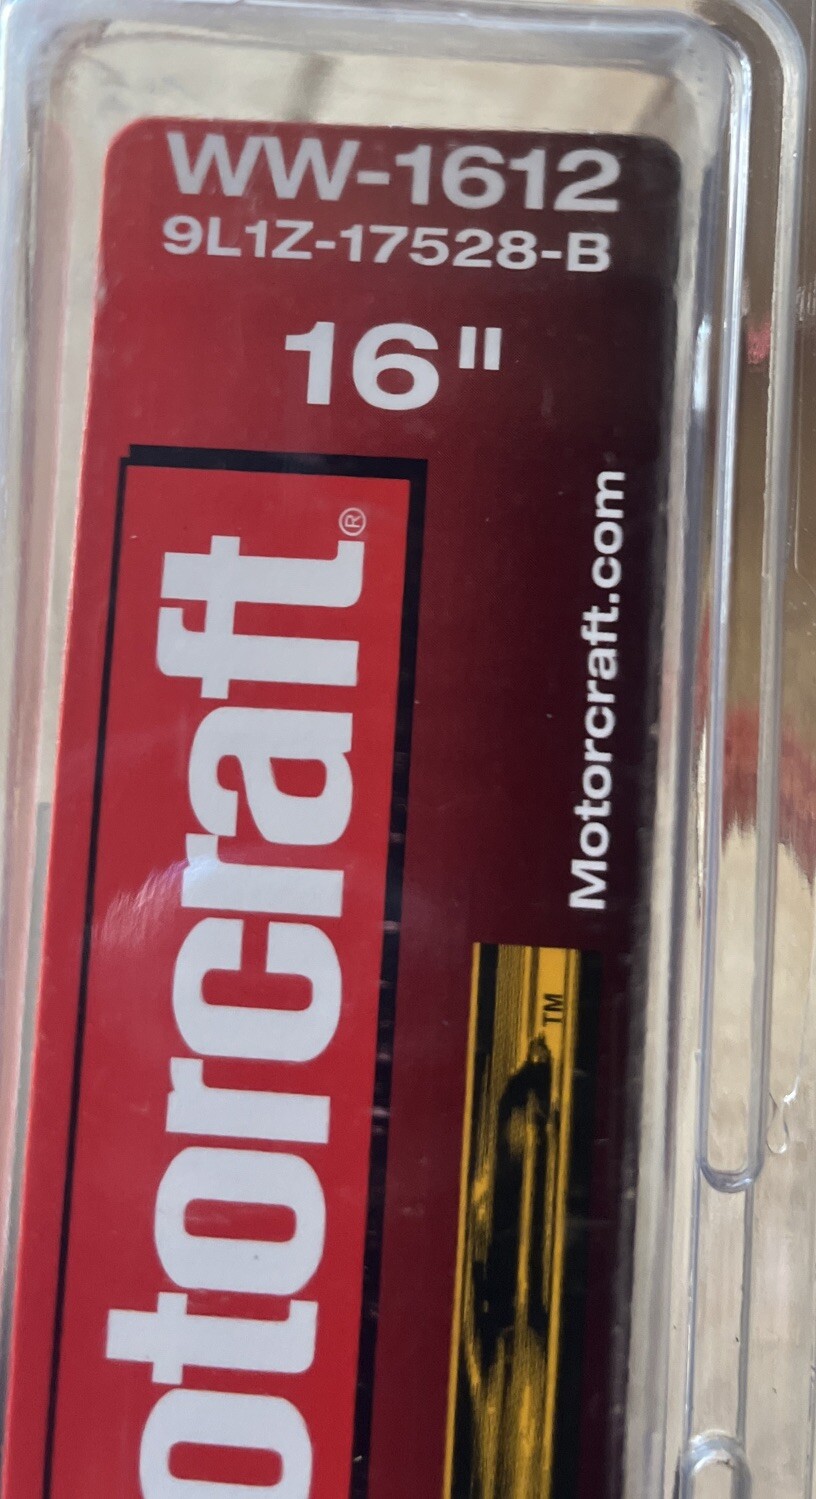 WW-1612
9L1Z-17528-B
16"
otorcraft®
Motorcraft.com
TM